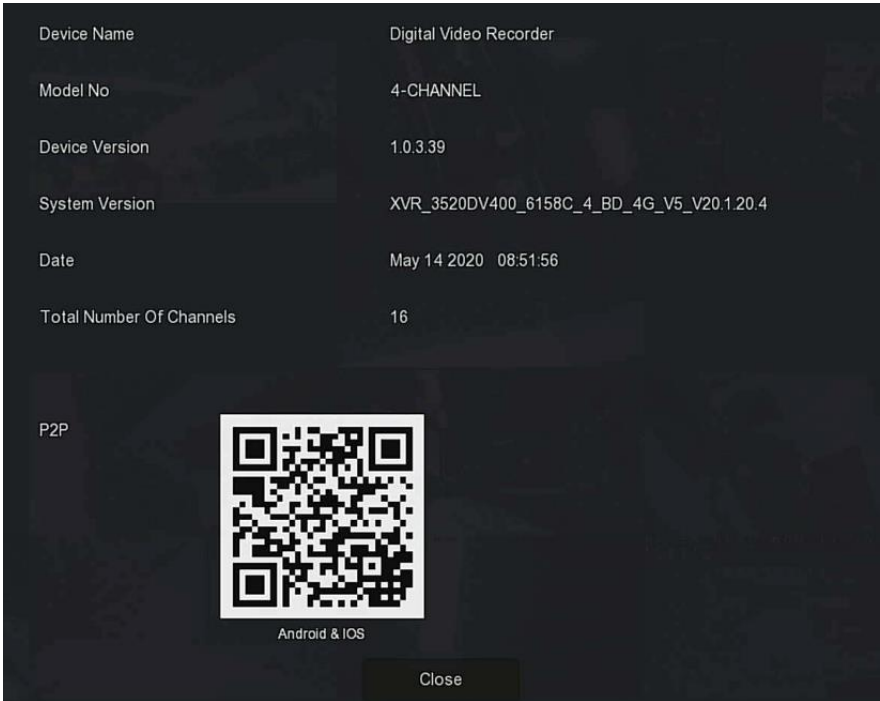 Device Name Digital Video Recorder
Model No 4-CHANNEL
Device Version 1.0.3.39
System Version XVR_3520DV400_6158C_4_BD_4G_V5_V20.1.20.4
Date May 14 2020 08:51:56
Total Number Of Channels 16
P2P
Android & IOS
Close